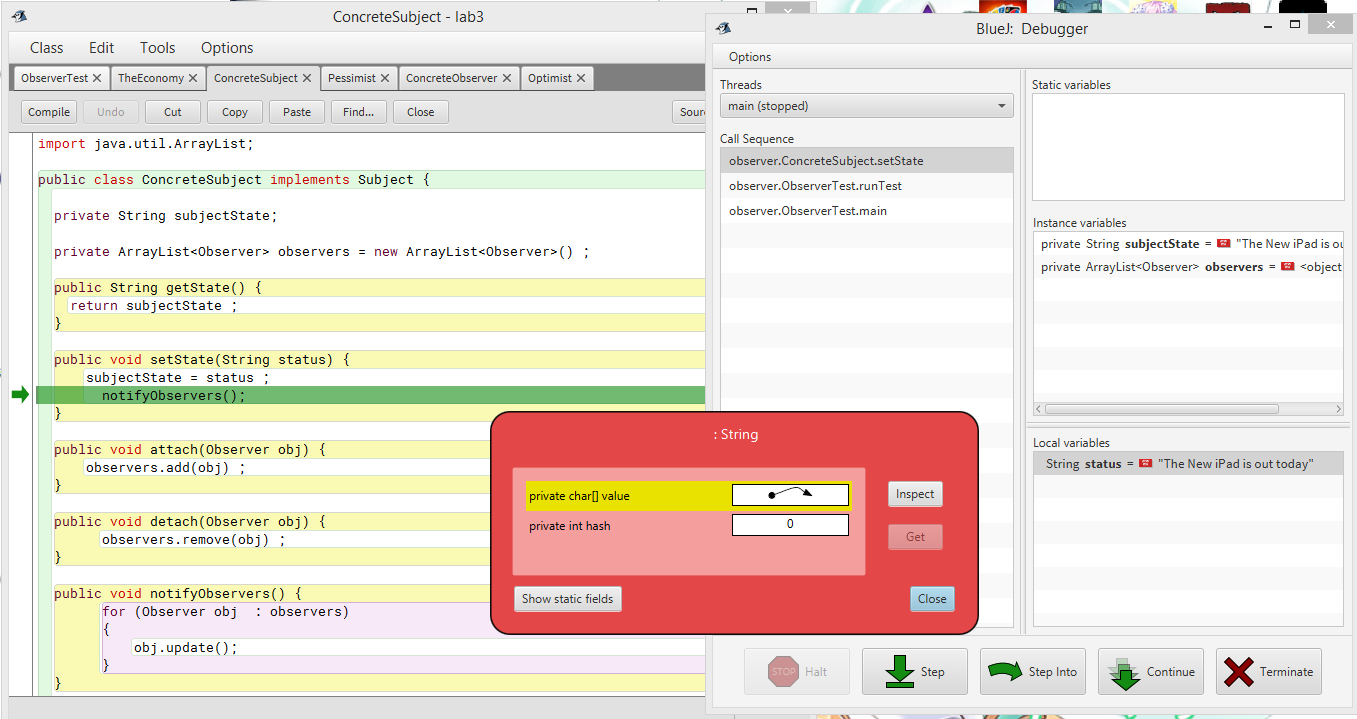 ConcreteSubject - lab3
Class Edit Tools Options
ObserverTest TheEconomy ConcreteSubject Pessimist ConcreteObserver Optimist
Compile Undo Cut Copy Paste Find... Close Sour
import java.util.ArrayList;
public class ConcreteSubject implements Subject {
private String subjectState;
private ArrayList<Observer> observers = new ArrayList<Observer>() ;
public String getState() {
return subjectState ;
}
public void setState(String status) {
subjectState = status ;
notifyObservers();
}
public void attach(Observer obj) {
observers.add(obj) ;
}
public void detach(Observer obj) {
observers.remove(obj) ;
}
public void notifyObservers() {
for (Observer obj  : observers)
{
obj.update();
}
}
BlueJ: Debugger
Options
Threads
main (stopped)
Call Sequence
observer.ConcreteSubject.setState
observer.ObserverTest.runTest
observer.ObserverTest.main
Static variables
Instance variables
private String subjectState = "The New iPad is ou
private ArrayList<Observer> observers = <object
Local variables
String status = "The New iPad is out today"
: String
private char[] value
private int hash 0
Inspect
Get
Show static fields
Close
STOP Halt Step Step Into Continue Terminate